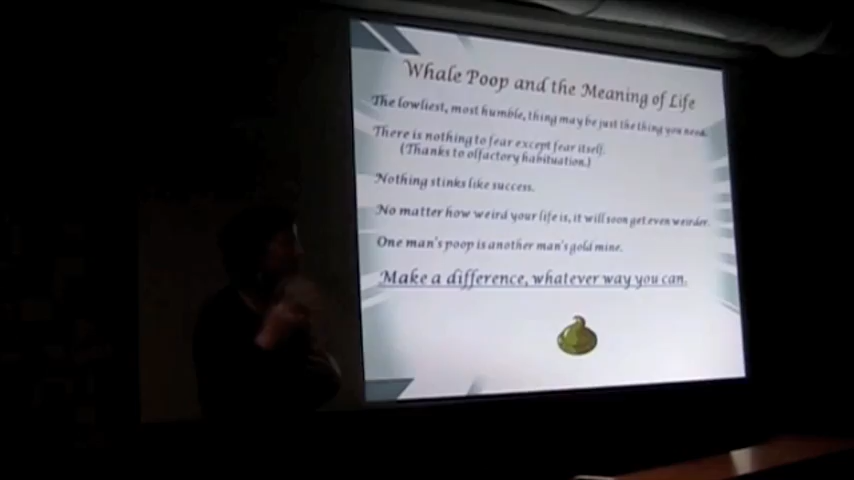 Whale Poop and the Meaning of Life
The lowliest, most humble, thing may be just the thing you need.
There is nothing to fear except fear itself.
(Thanks to olfactory habituation.)
Nothing stinks like success.
No matter how weird your life is, it will soon get even weirder.
One man's poop is another man's gold mine.
Make a difference, whatever way you can.